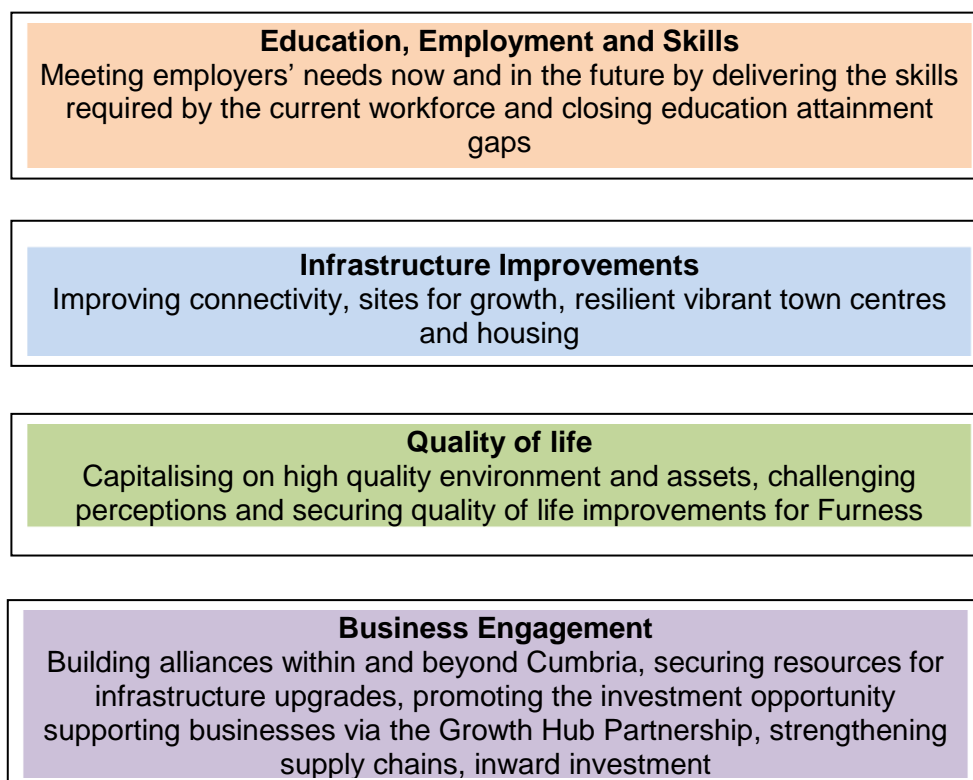 Education, Employment and Skills
Meeting employers’ needs now and in the future by delivering the skills
required by the current workforce and closing education attainment
gaps
Infrastructure Improvements
Improving connectivity, sites for growth, resilient vibrant town centres
and housing
Quality of life
Capitalising on high quality environment and assets, challenging
perceptions and securing quality of life improvements for Furness
Business Engagement
Building alliances within and beyond Cumbria, securing resources for
infrastructure upgrades, promoting the investment opportunity
supporting businesses via the Growth Hub Partnership, strengthening
supply chains, inward investment